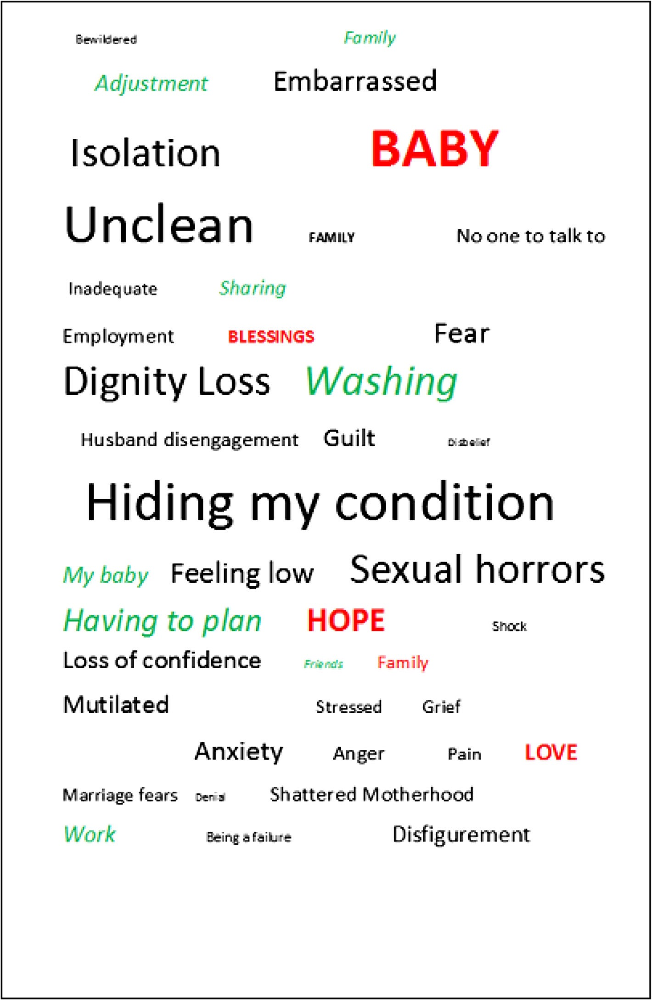 Bewildered Family
Adjustment Embarrassed
Isolation BABY
Unclean FAMILY No one to talk to
Inadequate Sharing
Employment BLESSINGS Fear
Dignity Loss Washing
Husband disengagement Guilt Disbelief
Hiding my condition
My baby Feeling low Sexual horrors
Having to plan HOPE Shock
Loss of confidence Friends Family
Mutilated Stressed Grief
Anxiety Anger Pain LOVE
Marriage fears Denial Shattered Motherhood
Work Being a failure Disfigurement